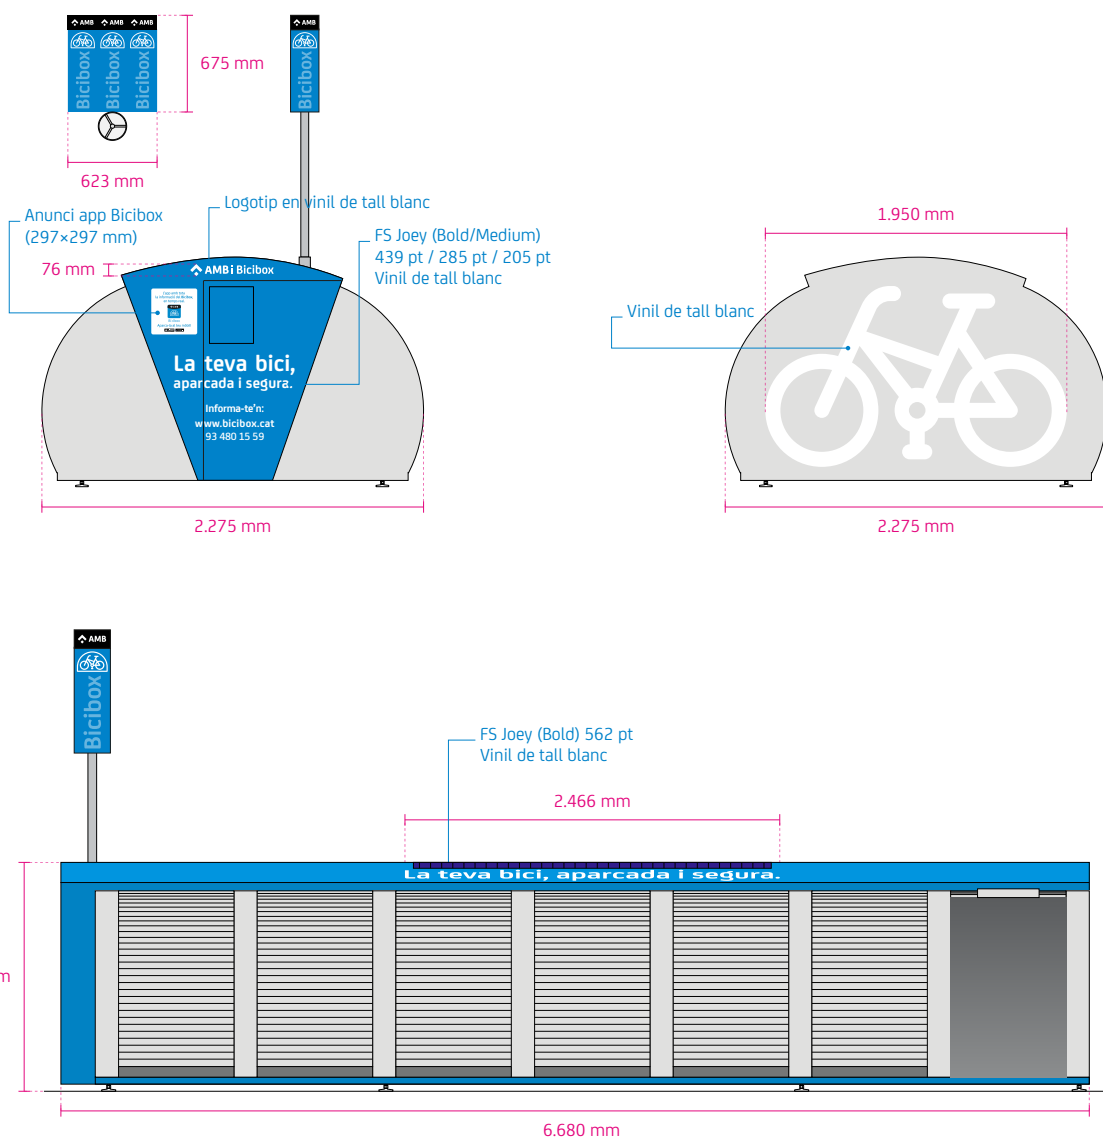 AMB AMB AMB
Bicibox Bicibox Bicibox
675 mm
623 mm
AMB
Bicibox
Anunci app Bicibox
(297×297 mm)
76 mm
Logotip en vinil de tall blanc
FS Joey (Bold/Medium)
439 pt / 285 pt / 205 pt
Vinil de tall blanc
AMB i Bicibox
La teva bici,
aparcada i segura.
Informa-te'n:
www.bicibox.cat
93 480 15 59
2.275 mm
1.950 mm
Vinil de tall blanc
2.275 mm
AMB
Bicibox
FS Joey (Bold) 562 pt
Vinil de tall blanc
2.466 mm
La teva bici, aparcada i segura.
6.680 mm